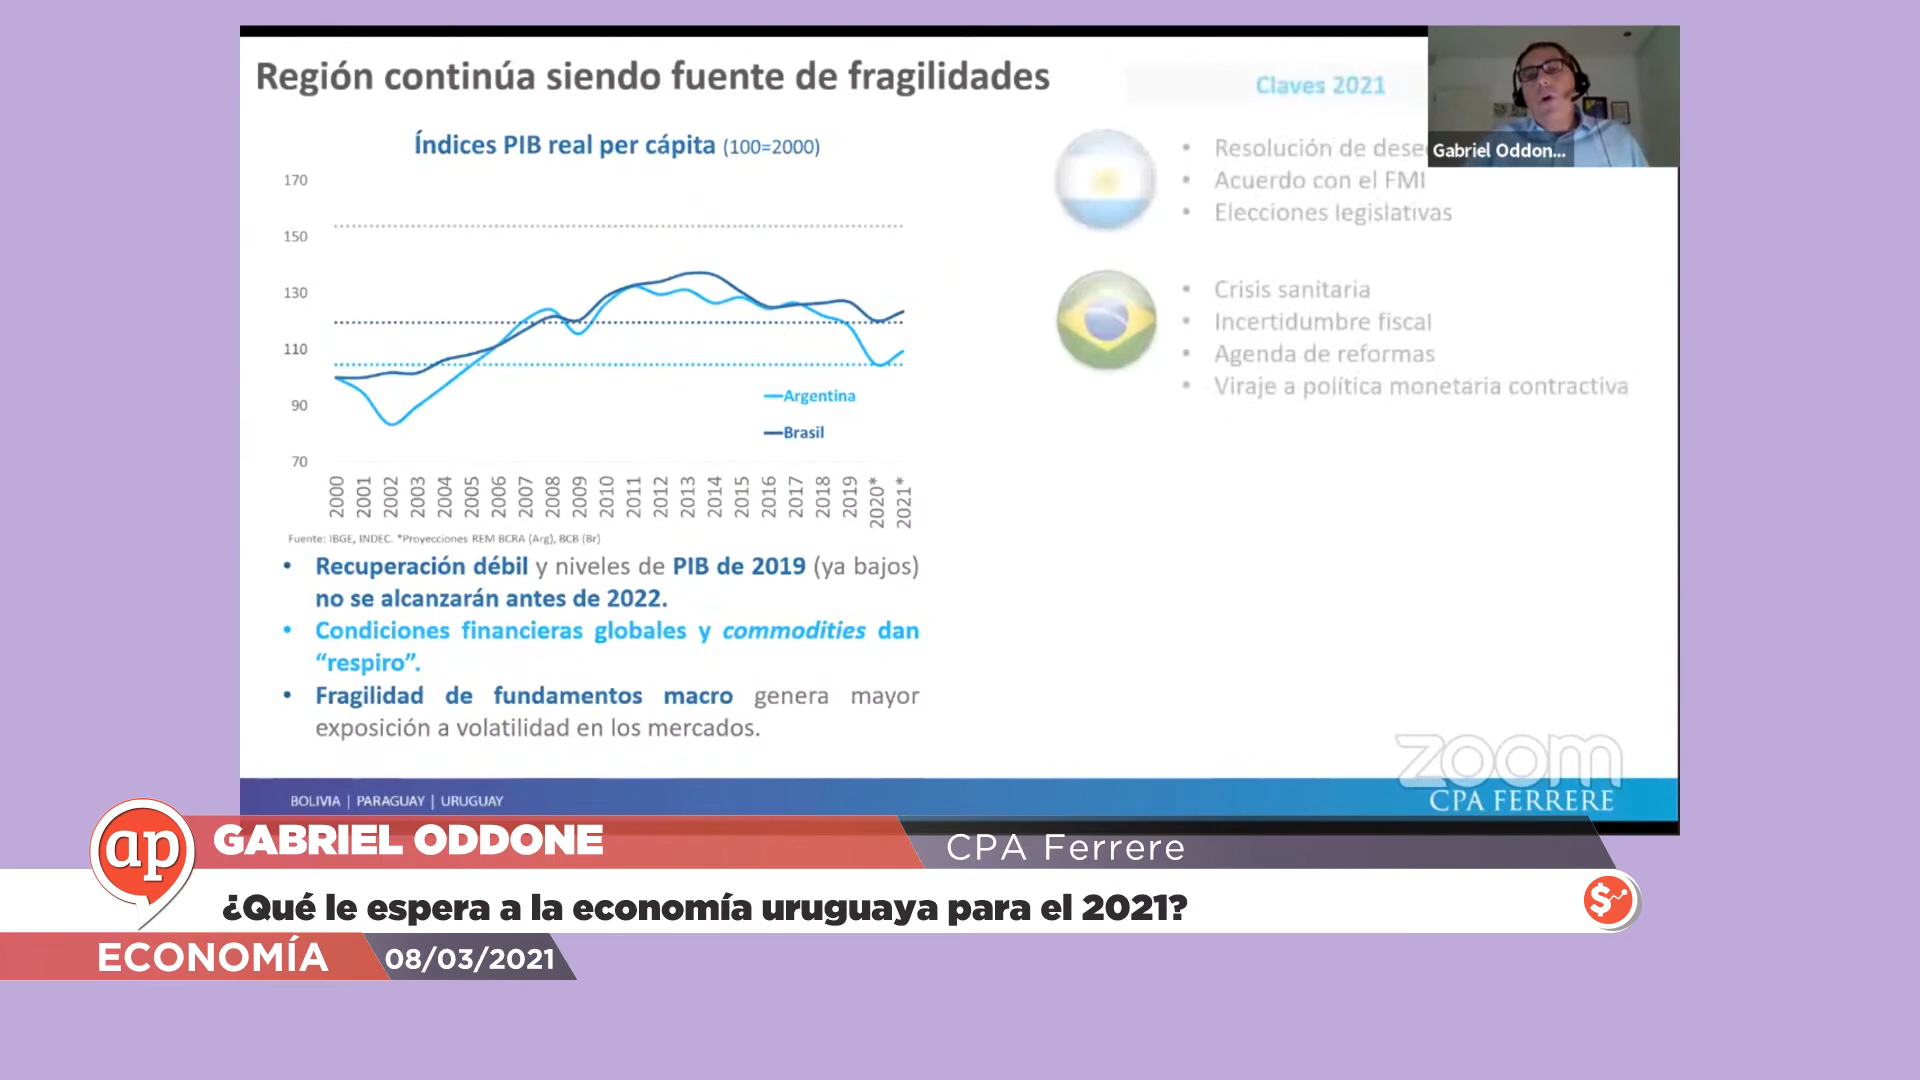 Región continúa siendo fuente de fragilidades
Índices PIB real per cápita (100=2000)
170
150
130
110
90
70
Argentina
Brasil
2000
2001
2002
2003
2004
2005
2006
2007
2008
2009
2010
2011
2012
2013
2014
2015
2016
2017
2018
2019
2020*
2021*
Fuente: IBGE, INDEC. *Proyecciones REM BCRA (Arg), BCB (Br)
• Recuperación débil y niveles de PIB de 2019 (ya bajos)
no se alcanzarán antes de 2022.
• Condiciones financieras globales y commodities dan
“respiro”.
• Fragilidad de fundamentos macro genera mayor
exposición a volatilidad en los mercados.
Claves 2021
• Resolución de
• Acuerdo con el FMI
• Elecciones legislativas
• Crisis sanitaria
• Incertidumbre fiscal
• Agenda de reformas
• Viraje a política monetaria contractiva
Gabriel Oddon...
zoom
BOLIVIA | PARAGUAY | URUGUAY
CPA FERRERE
ap
GABRIEL ODDONE
CPA Ferrere
¿Qué le espera a la economía uruguaya para el 2021?
$
ECONOMÍA
08/03/2021